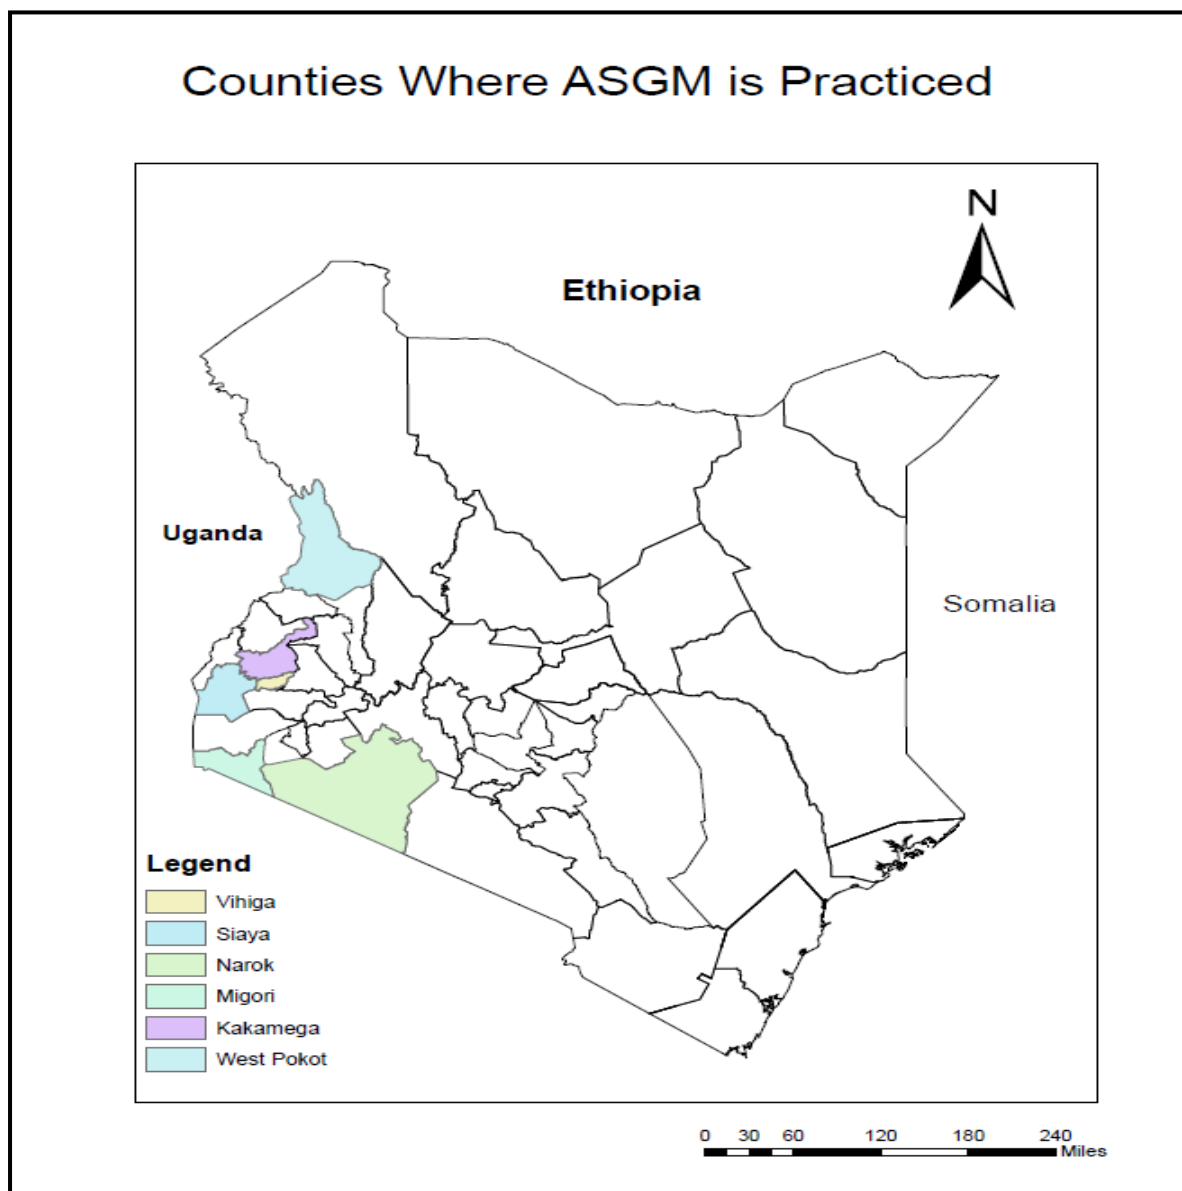 Counties Where ASGM is Practiced
N
Ethiopia
Uganda
Somalia
Legend
Vihiga
Siaya
Narok
Migori
Kakamega
West Pokot
0 30 60 120 180 240
Miles